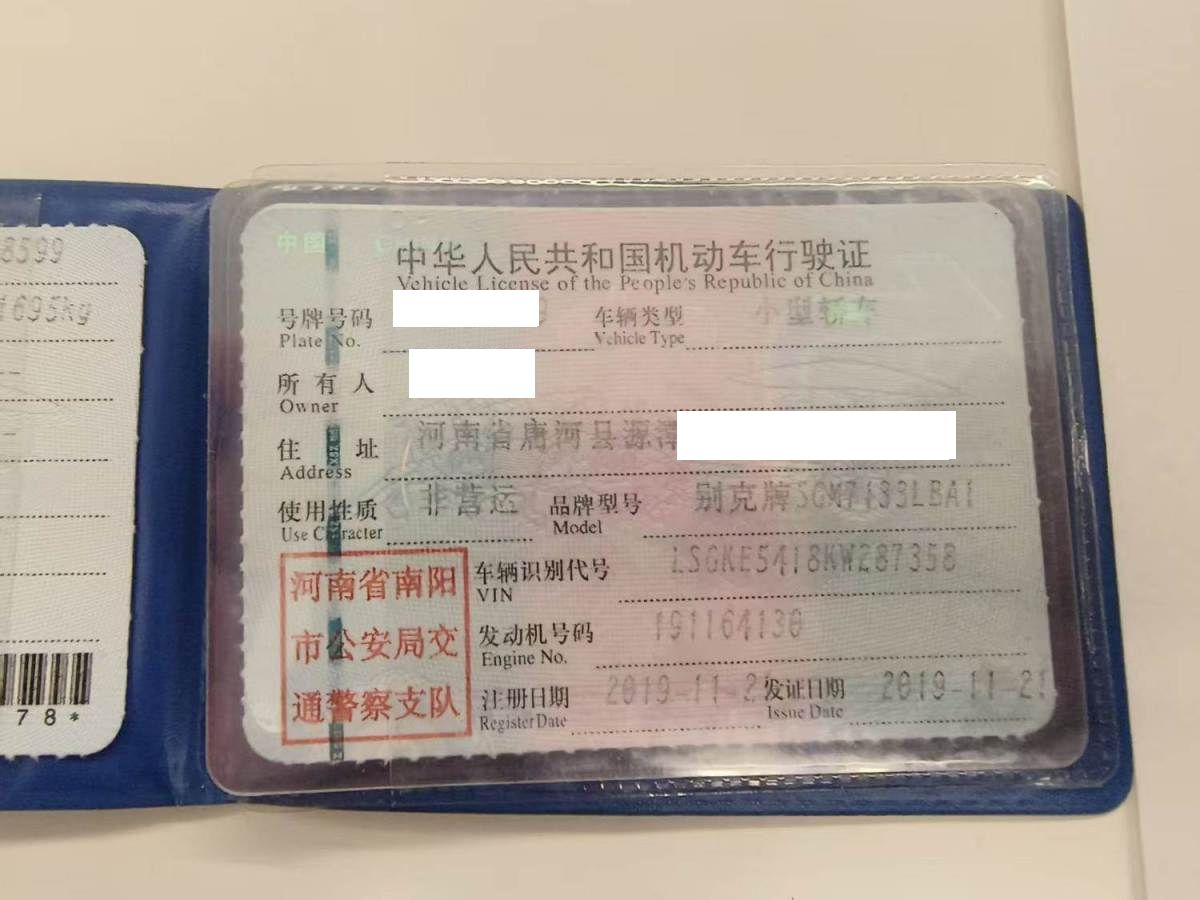 8599
1695kg
78*
中国
中华人民共和国机动车行驶证
Vehicle License of the People's Republic of China
号牌号码 9 车辆类型 小型轿车
Plate No. Vehicle Type
所有人
Owner
住址 河南省唐河县源潭
Address
使用性质 非营运 品牌型号 别克牌SGM7133LBA1
Use Character Model
河南省南阳
市公安局交
通警察支队
车辆识别代号 LSGKE5418KW287358
VIN
发动机号码 191164130
Engine No.
注册日期 2019-11-2 发证日期 2019-11-21
Register Date Issue Date